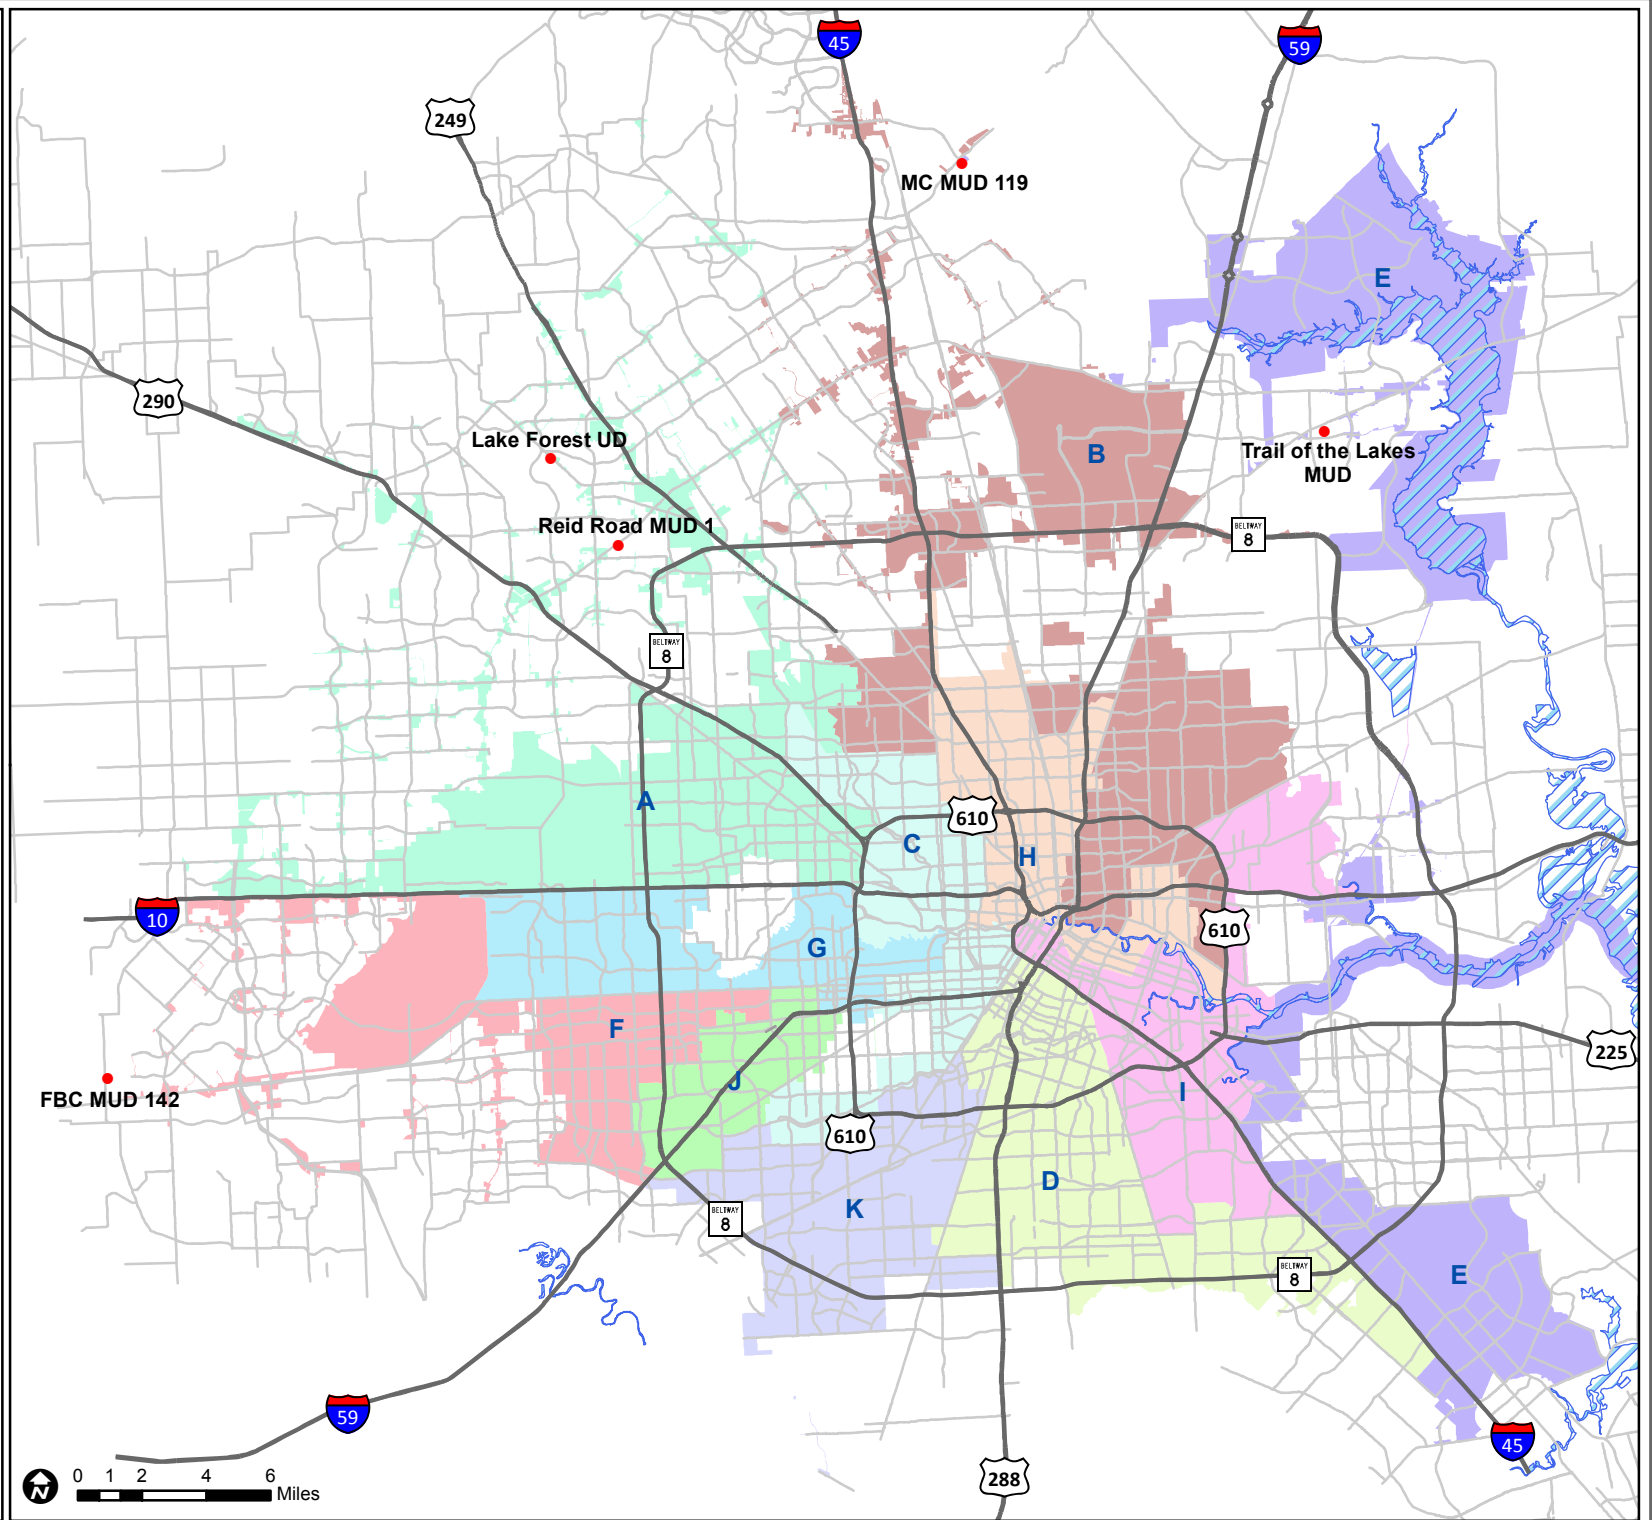 45
59
249
MC MUD 119
E
290
Lake Forest UD
B
Trail of the Lakes
MUD
Reid Road MUD 1
BELTWAY
8
BELTWAY
8
A
610
C
H
10
610
G
F
225
J
FBC MUD 142
I
610
D
K
BELTWAY
8
E
BELTWAY
8
59
45
288
N
0 1 2 4 6
Miles